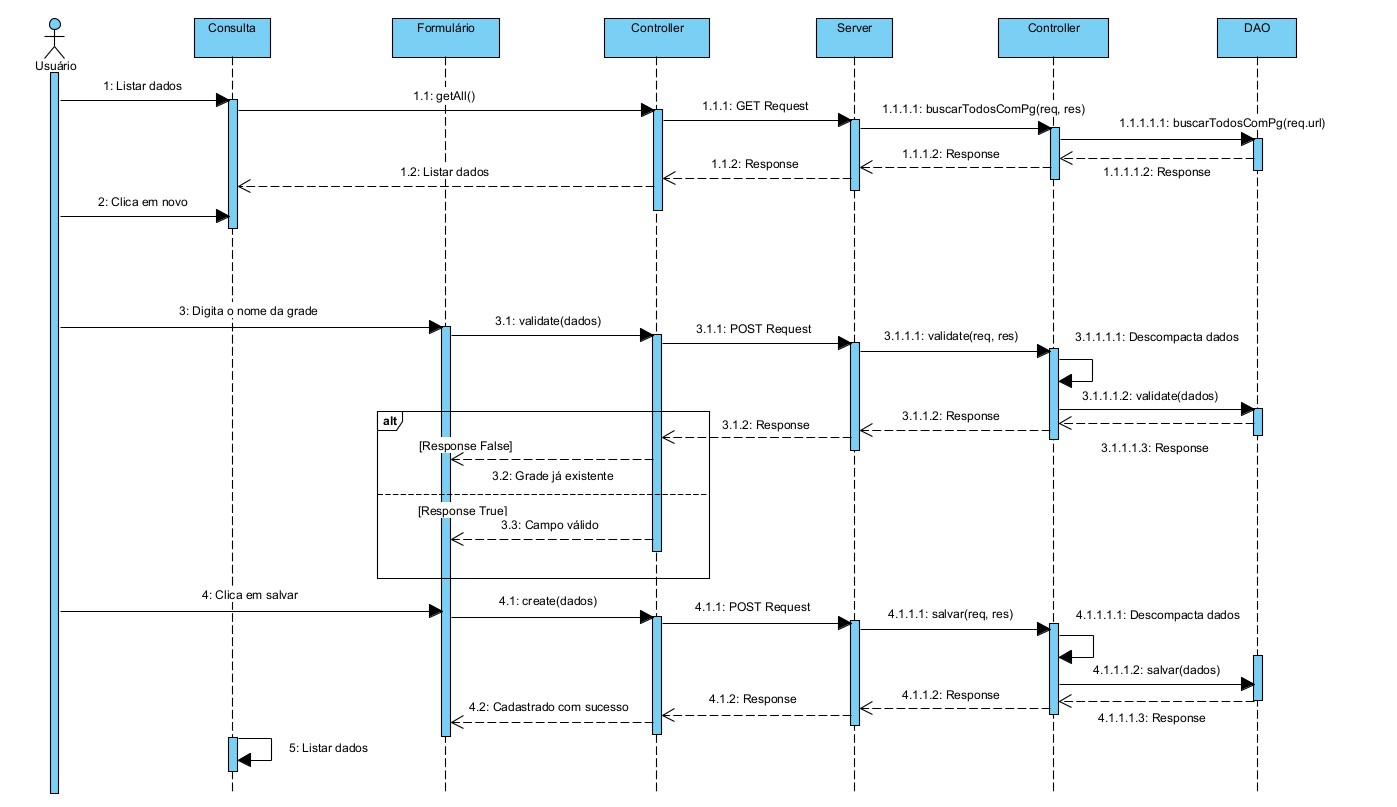 Consulta
Formulário
Controller
Server
Controller
DAO
Usuário
1: Listar dados
1.1: getAll()
1.1.1: GET Request
1.1.1.1: buscarTodosComPg(req, res)
1.1.1.1.1: buscarTodosComPg(req.url)
1.2: Listar dados
1.1.2: Response
1.1.1.2: Response
1.1.1.1.2: Response
2: Clica em novo
3: Digita o nome da grade
3.1: validate(dados)
3.1.1: POST Request
3.1.1.1: validate(req, res)
3.1.1.1.1: Descompacta dados
3.1.1.1.2: validate(dados)
alt
3.1.2: Response
3.1.1.2: Response
3.1.1.1.3: Response
[Response False]
3.2: Grade já existente
[Response True]
3.3: Campo válido
4: Clica em salvar
4.1: create(dados)
4.1.1: POST Request
4.1.1.1: salvar(req, res)
4.1.1.1.1: Descompacta dados
4.1.1.1.2: salvar(dados)
4.2: Cadastrado com sucesso
4.1.2: Response
4.1.1.2: Response
4.1.1.1.3: Response
5: Listar dados